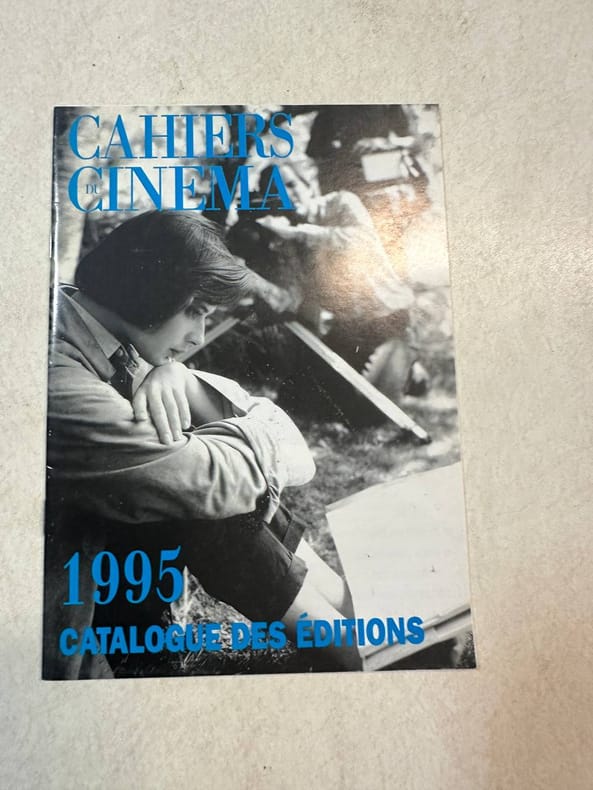 CAHIERS
DU
CINEMA
1995
CATALOGUE DES ÉDITIONS